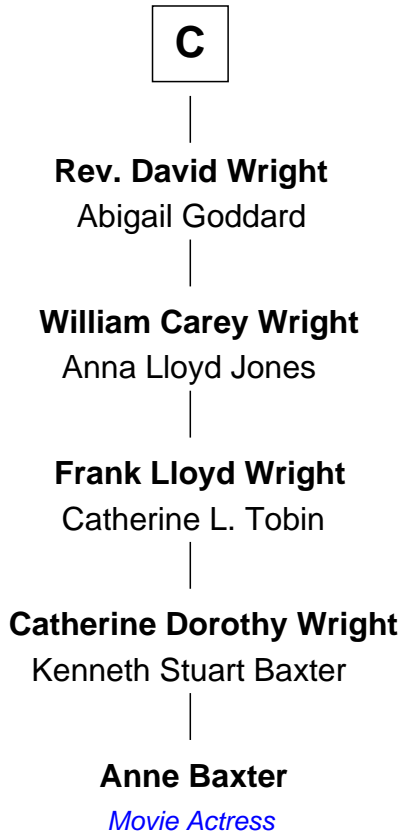 C
Rev. David Wright
Abigail Goddard
William Carey Wright
Anna Lloyd Jones
Frank Lloyd Wright
Catherine L. Tobin
Catherine Dorothy Wright
Kenneth Stuart Baxter
Anne Baxter
Movie Actress